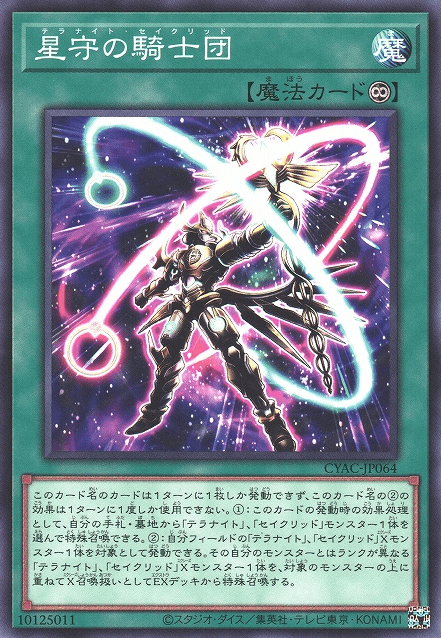 テラナイト・セイクリッド
星守の騎士団
魔
まほう
【魔法カード】
CYAC-JP064
このカード名のカードは1ターンに1枚しか発動できず、このカード名の②の
効果は1ターンに1度しか使用できない。①：このカードの発動時の効果処理
として、自分の手札・墓地から「テラナイト」、「セイクリッド」モンスター1体を
選んで特殊召喚できる。②：自分フィールドの「テラナイト」、「セイクリッド」Xモ
ンスター1体を対象として発動できる。その自分のモンスターとはランクが異なる
「テラナイト」、「セイクリッド」Xモンスター1体を、対象のモンスターの上に
重ねてX召喚扱いとしてEXデッキから特殊召喚する。
10125011
©スタジオ・ダイス／集英社・テレビ東京・KONAMI